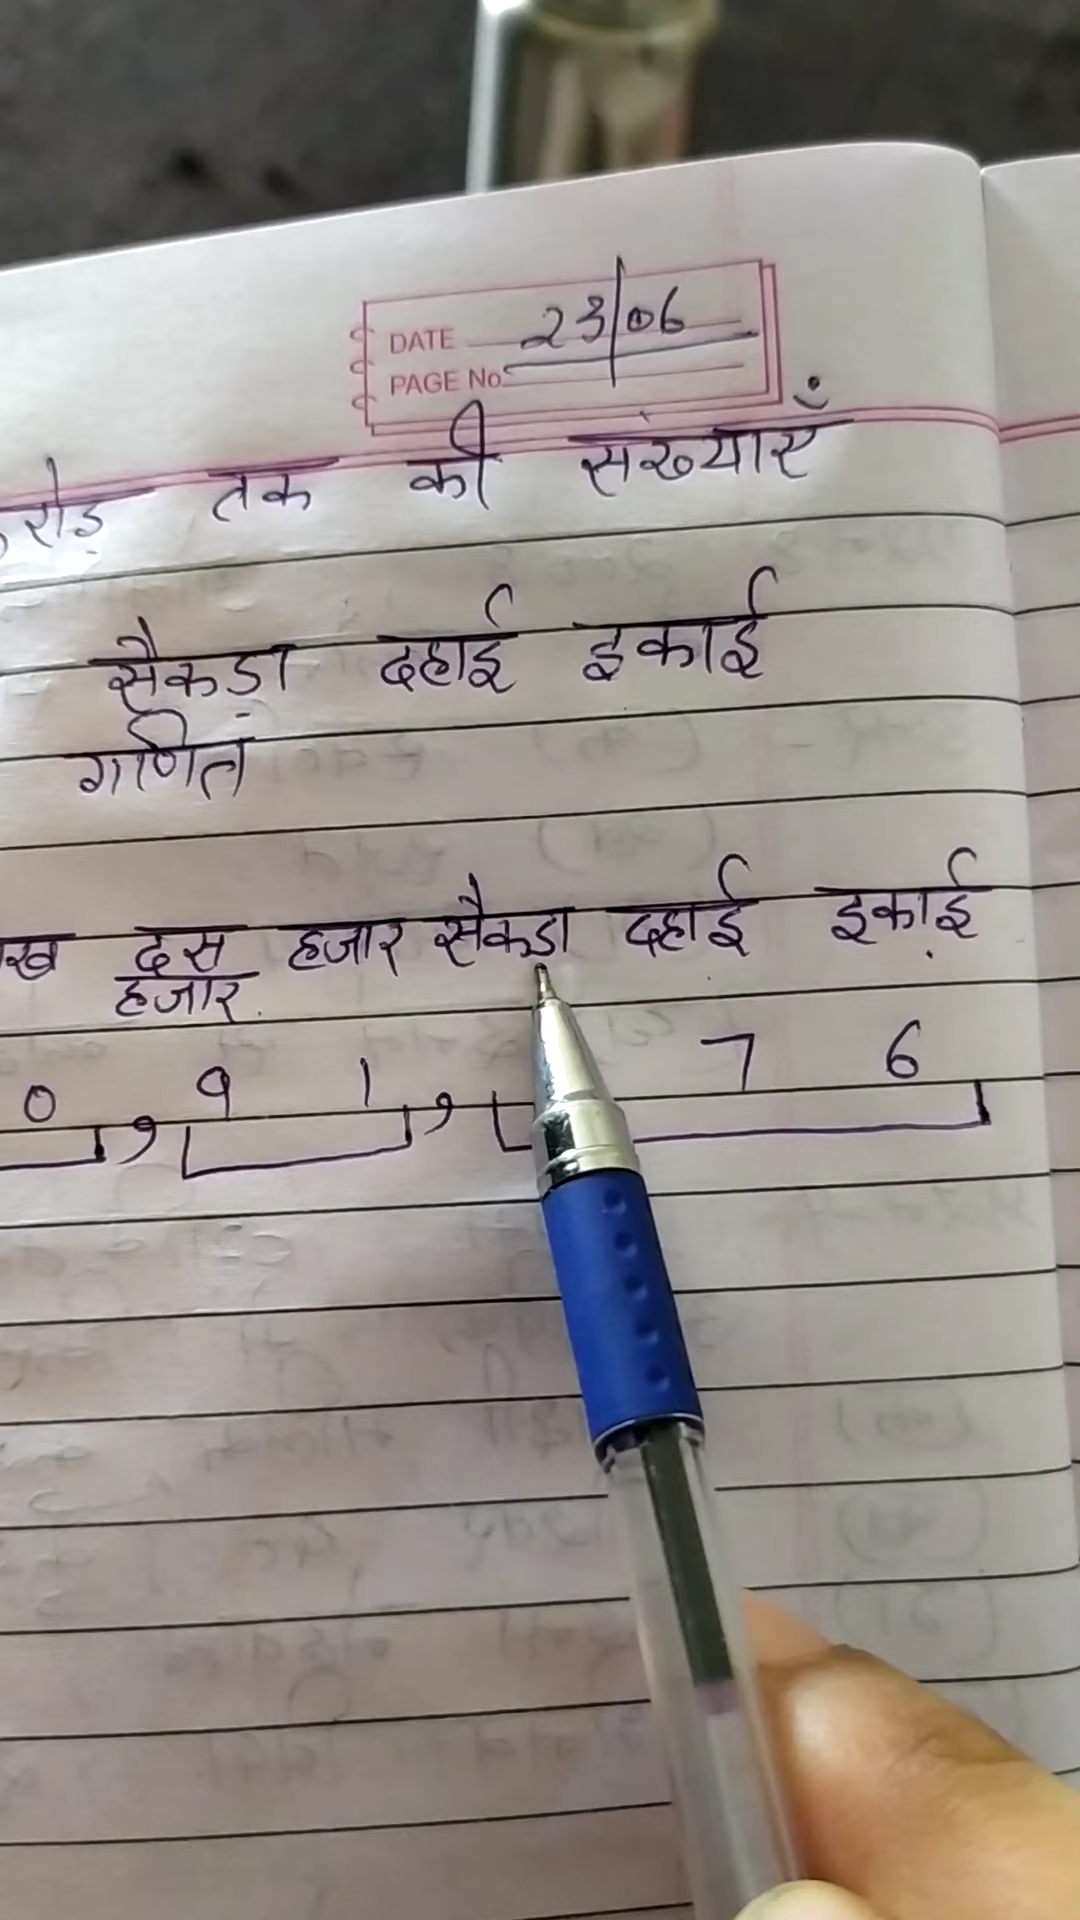 DATE 23/06
PAGE No.
तक की संख्याएँ
सैकड़ा दहाई इकाई
गणित
दस हजार सैकड़ा दहाई इकाई
हजार
0, 9 1, 7 6